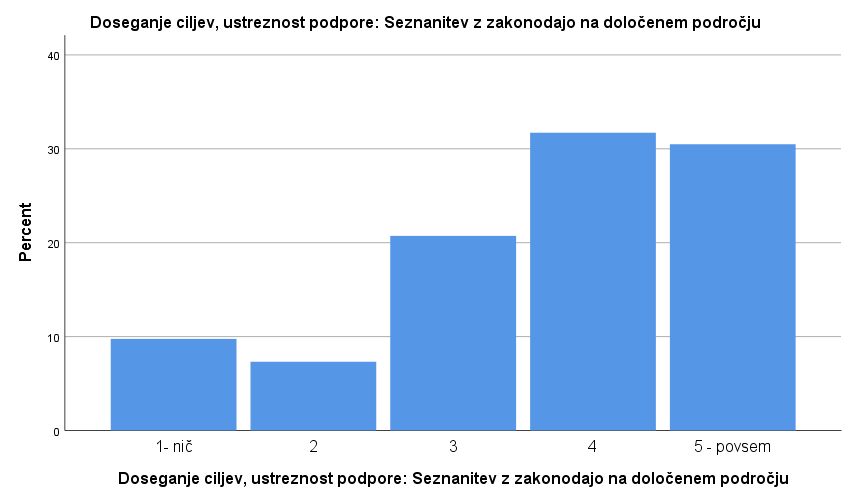 Doseganje ciljev, ustreznost podpore: Seznanitev z zakonodajo na določenem področju
40
30
20
10
0
Percent
1- nič 2 3 4 5 - povsem
Doseganje ciljev, ustreznost podpore: Seznanitev z zakonodajo na določenem področju